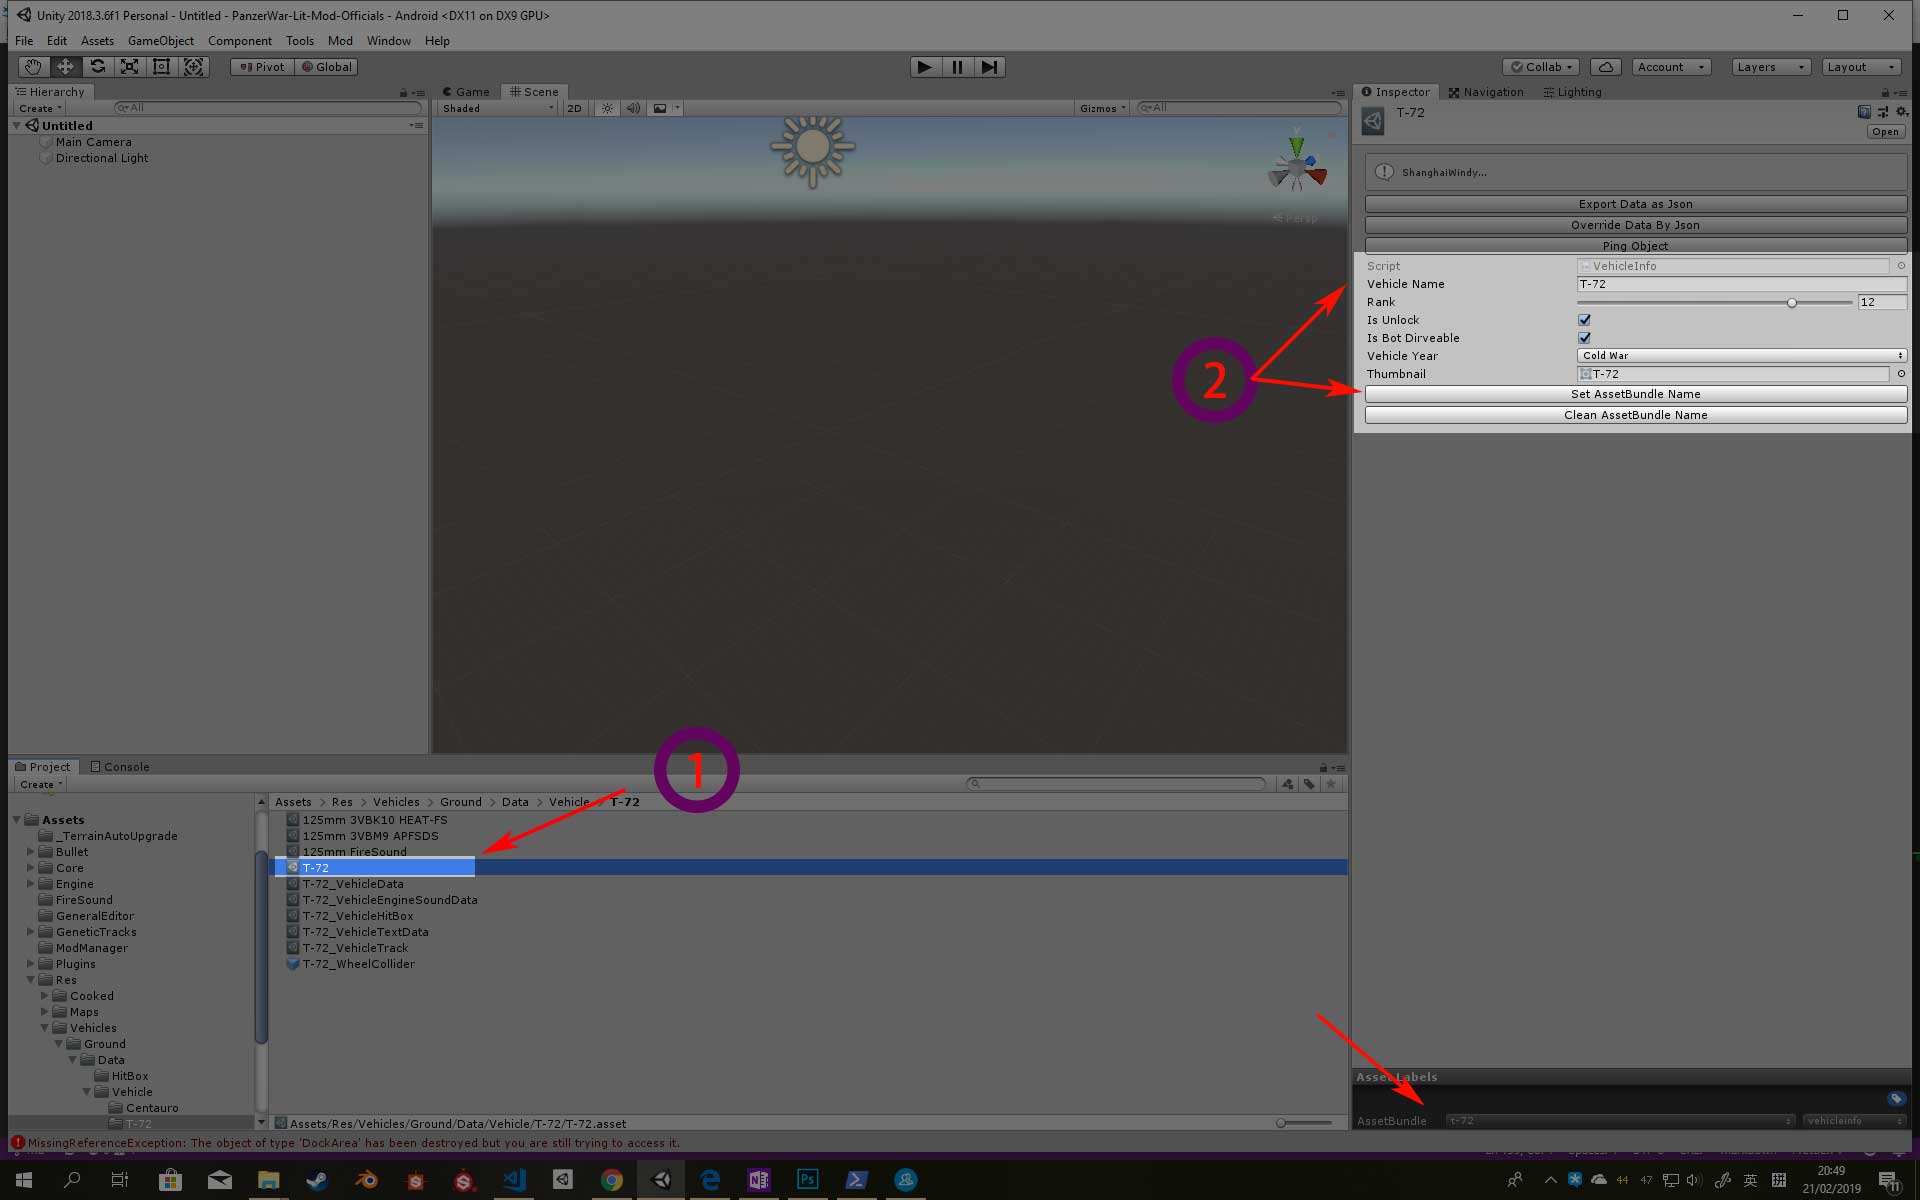 Unity 2018.3.6f1 Personal - Untitled - PanzerWar-Lit-Mod-Officials - Android <DX11 on DX9 GPU>
File Edit Assets GameObject Component Tools Mod Window Help
Pivot Global Collab Account Layers Layout
Hierarchy
Create All
Untitled
Main Camera
Directional Light
Game Scene
Shaded 2D Gizmos All
Y
Persp
Inspector Navigation Lighting
T-72
Open
ShanghaiWindy...
Export Data as Json
Override Data By Json
Ping Object
Script VehicleInfo
Vehicle Name T-72
Rank 12
Is Unlock
Is Bot Dirveable
Vehicle Year Cold War
Thumbnail T-72
Set AssetBundle Name
Clean AssetBundle Name
2
1
Project Console
Create
Assets
_TerrainAutoUpgrade
Bullet
Core
Engine
FireSound
GeneralEditor
GeneticTracks
ModManager
Plugins
Res
Cooked
Maps
Vehicles
Ground
Data
HitBox
Vehicle
Centauro
T-72
Assets > Res > Vehicles > Ground > Data > Vehicle T-72
125mm 3VBK10 HEAT-FS
125mm 3VBM9 APFSDS
125mm FireSound
T-72
T-72_VehicleData
T-72_VehicleEngineSoundData
T-72_VehicleHitBox
T-72_VehicleTextData
T-72_VehicleTrack
T-72_WheelCollider
Assets/Res/Vehicles/Ground/Data/Vehicle/T-72/T-72.asset
Asset Labels
AssetBundle t-72 vehicleinfo
MissingReferenceException: The object of type 'DockArea' has been destroyed but you are still trying to access it.
44 47 英 拼
20:49
21/02/2019
11